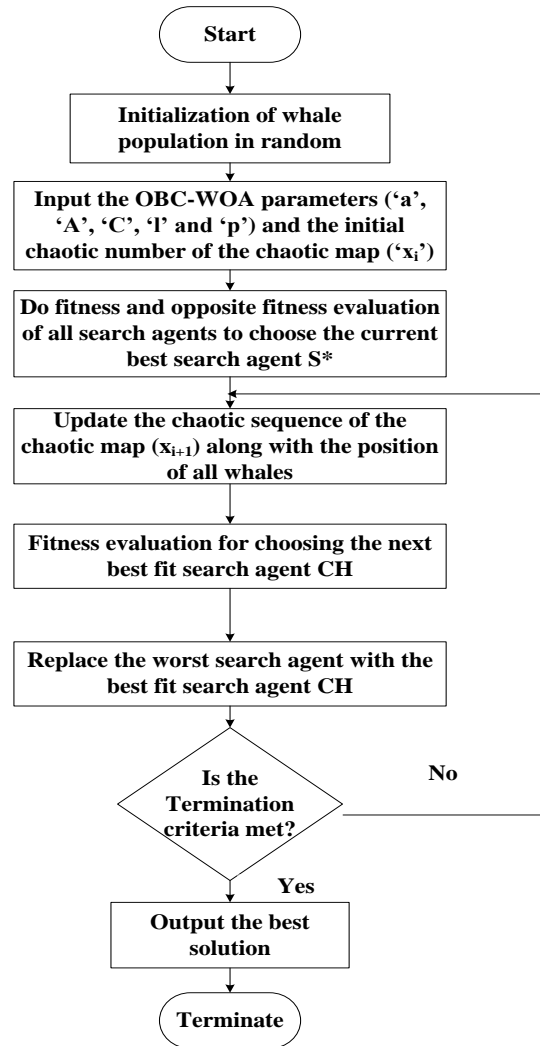 Start
Initialization of whale
population in random
Input the OBC-WOA parameters (‘a’,
‘A’, ‘C’, ‘l’ and ‘p’) and the initial
chaotic number of the chaotic map (‘xᵢ’)
Do fitness and opposite fitness evaluation
of all search agents to choose the current
best search agent S*
Update the chaotic sequence of the
chaotic map (xᵢ₊₁) along with the position
of all whales
Fitness evaluation for choosing the next
best fit search agent CH
Replace the worst search agent with the
best fit search agent CH
Is the
Termination
criteria met?
No
Yes
Output the best
solution
Terminate